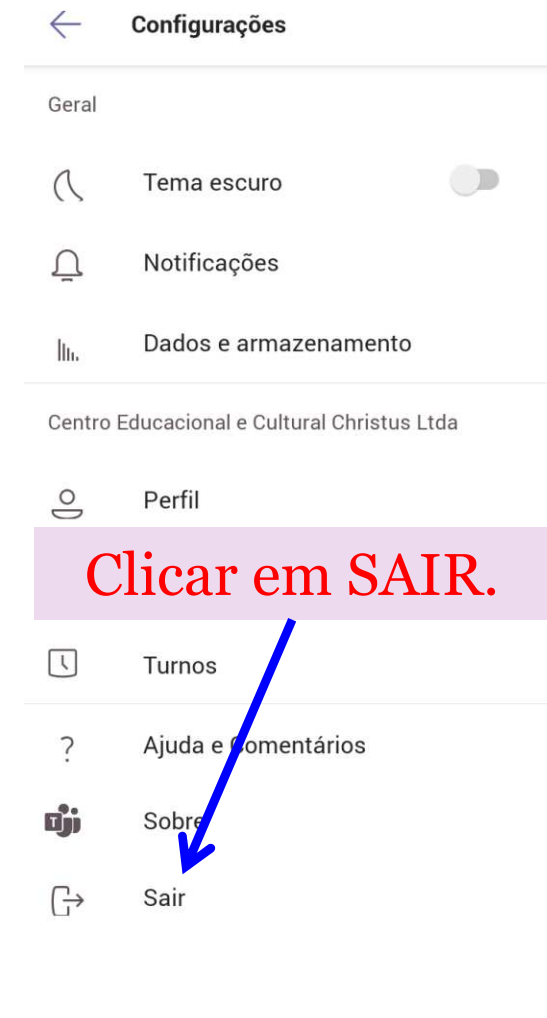 Configurações
Geral
Tema escuro
Notificações
Dados e armazenamento
Centro Educacional e Cultural Christus Ltda
Perfil
Clicar em SAIR.
Turnos
Ajuda e Comentários
Sobre
Sair